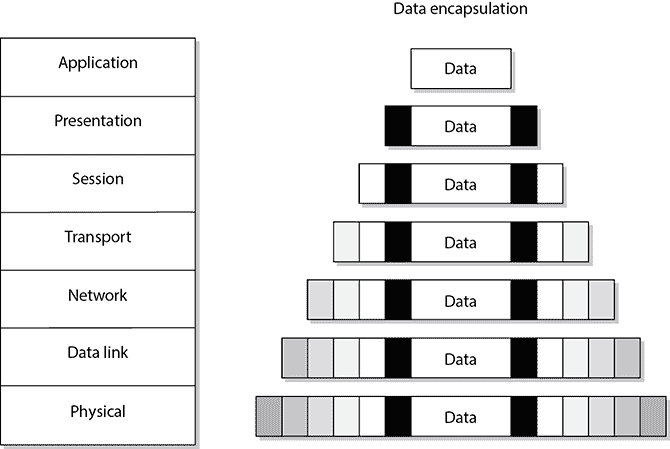 Data encapsulation
Application
Data
Presentation
Data
Session
Data
Transport
Data
Network
Data
Data link
Data
Physical
Data